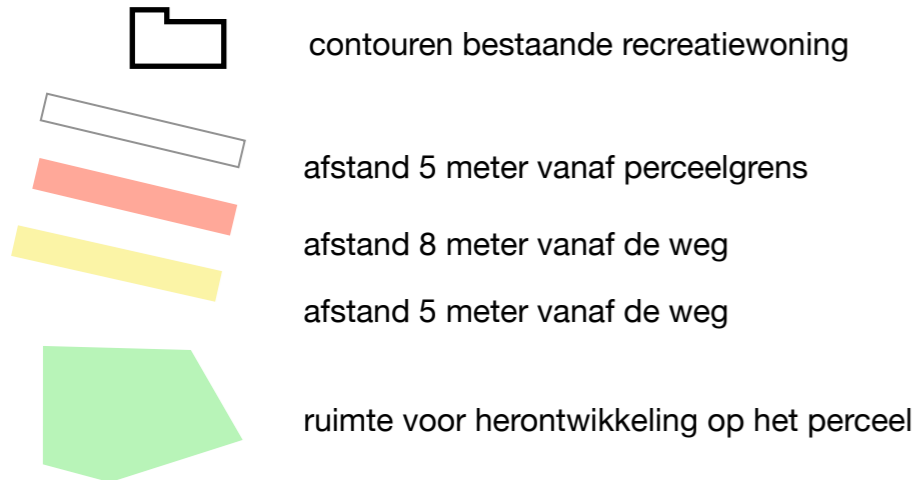 contouren bestaande recreatiewoning
afstand 5 meter vanaf perceelgrens
afstand 8 meter vanaf de weg
afstand 5 meter vanaf de weg
ruimte voor herontwikkeling op het perceel